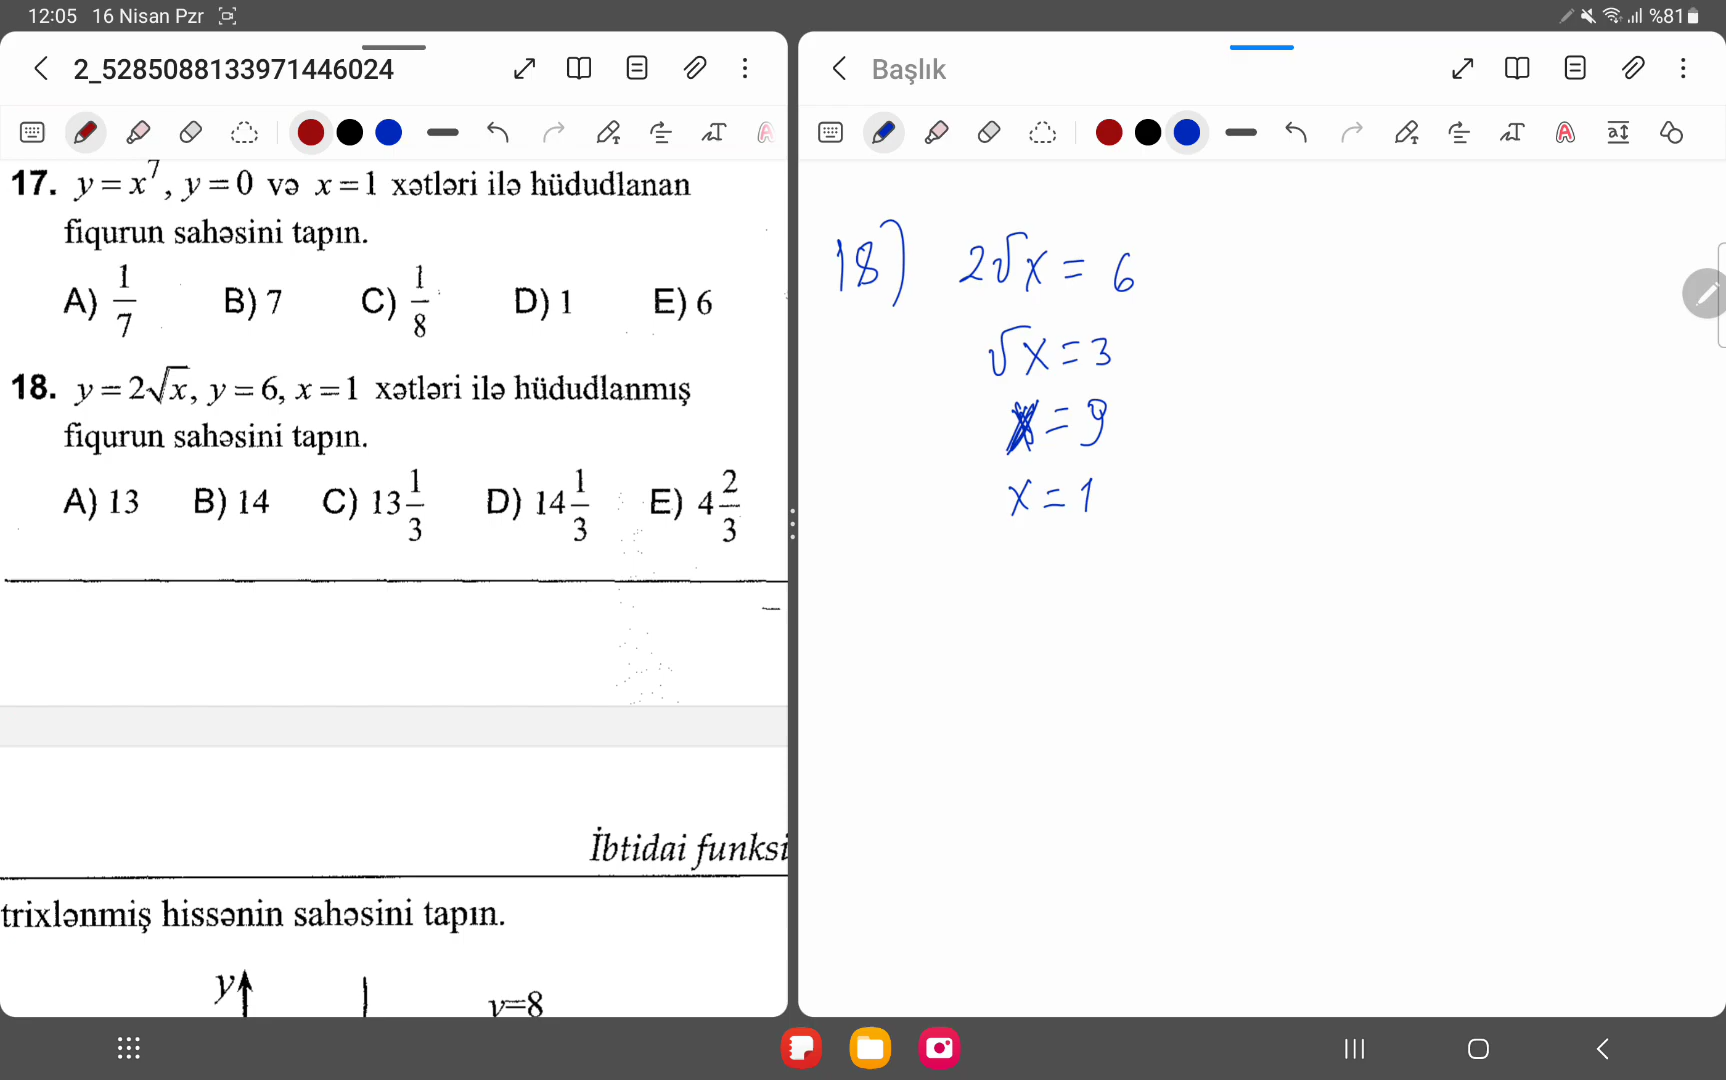 12:05 16 Nisan Pzr %81
2_5285088133971446024
17. y = x⁷, y = 0 və x = 1 xətləri ilə hüdudlanan
fiqurun sahəsini tapın.
A) 1/7 B) 7 C) 1/8 D) 1 E) 6
18. y = 2√x, y = 6, x = 1 xətləri ilə hüdudlanmış
fiqurun sahəsini tapın.
A) 13 B) 14 C) 13 1/3 D) 14 1/3 E) 4 2/3
İbtidai funksi
trixlənmiş hissənin sahəsini tapın.
y
y=8
Başlık
18) 2√x = 6
√x = 3
x = 9
x = 1